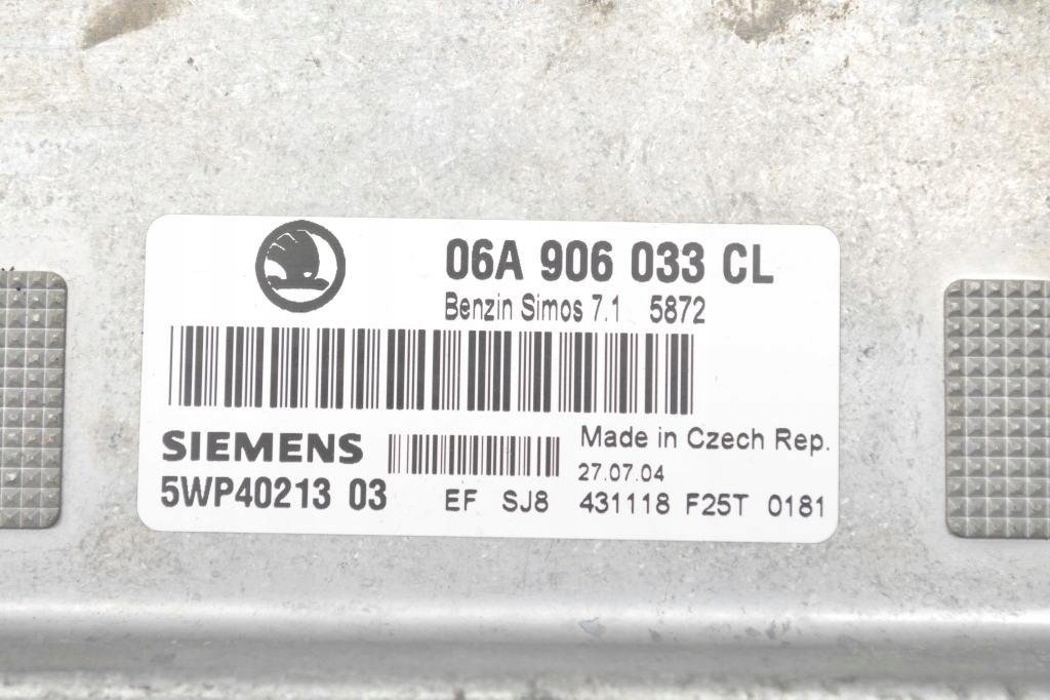 06A 906 033 CL
Benzin Simos 7.1 5872
SIEMENS
Made in Czech Rep.
27.07.04
5WP40213 03
EF SJ8 431118 F25T 0181